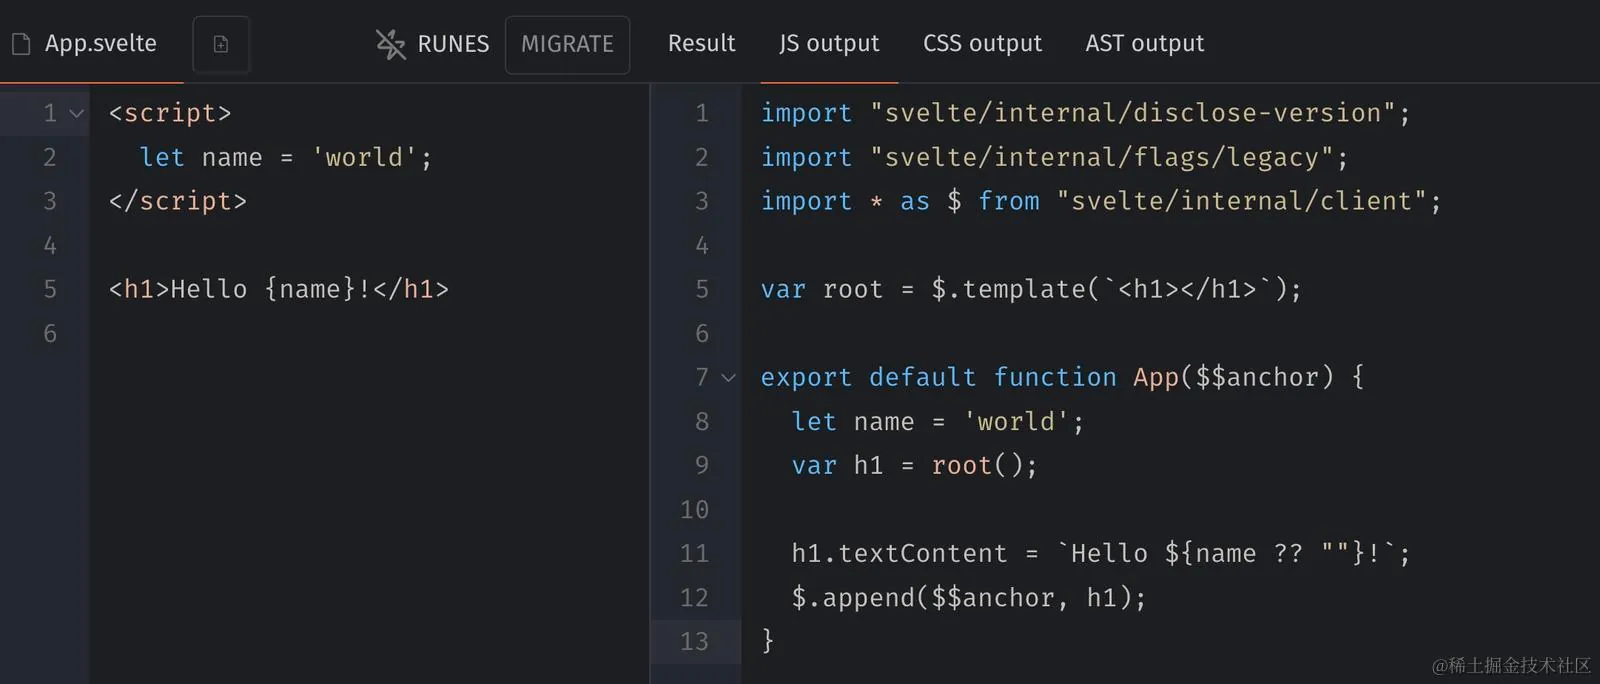 App.svelte
RUNES
MIGRATE
Result
JS output
CSS output
AST output
1 <script>
2 let name = 'world';
3 </script>
4
5 <h1>Hello {name}!</h1>
6
1 import "svelte/internal/disclose-version";
2 import "svelte/internal/flags/legacy";
3 import * as $ from "svelte/internal/client";
4
5 var root = $.template(`<h1></h1>`);
6
7 export default function App($$anchor) {
8 let name = 'world';
9 var h1 = root();
10
11 h1.textContent = `Hello ${name ?? ""}!`;
12 $.append($$anchor, h1);
13 }
@稀土掘金技术社区